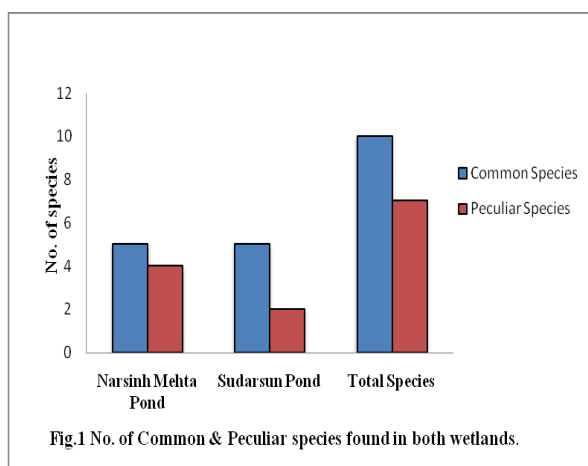 12
10
8
6
4
2
0
No. of species
Narsinh Mehta
Pond
Sudarsun Pond
Total Species
Common Species
Peculiar Species
Fig.1 No. of Common & Peculiar species found in both wetlands.